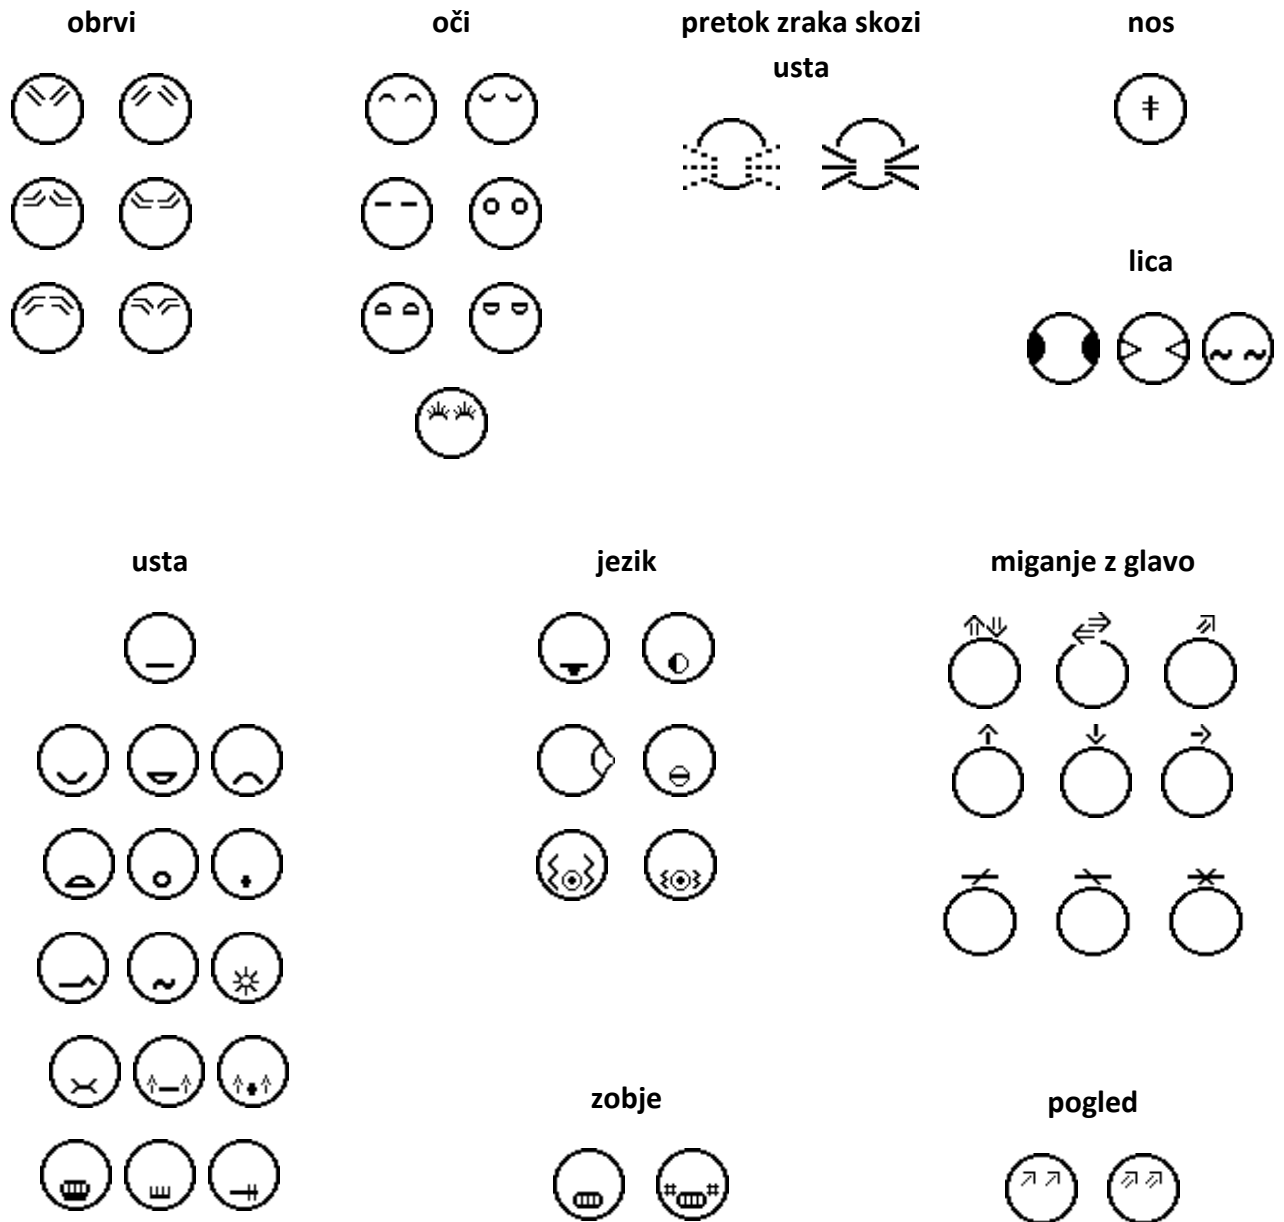 obrvi
oči
pretok zraka skozi
usta
nos
lica
usta
jezik
miganje z glavo
zobje
pogled